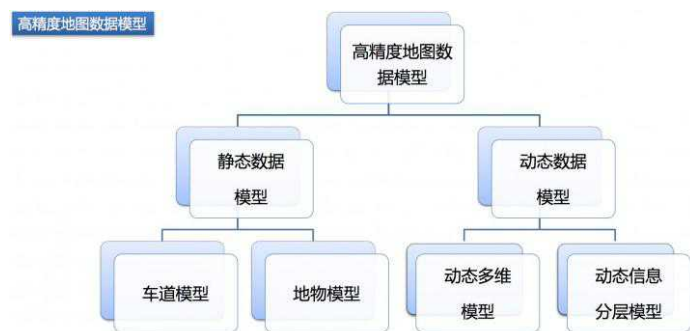 高精度地图数据模型
高精度地图数
据模型
静态数据
模型
动态数据
模型
车道模型
地物模型
动态多维
模型
动态信息
分层模型